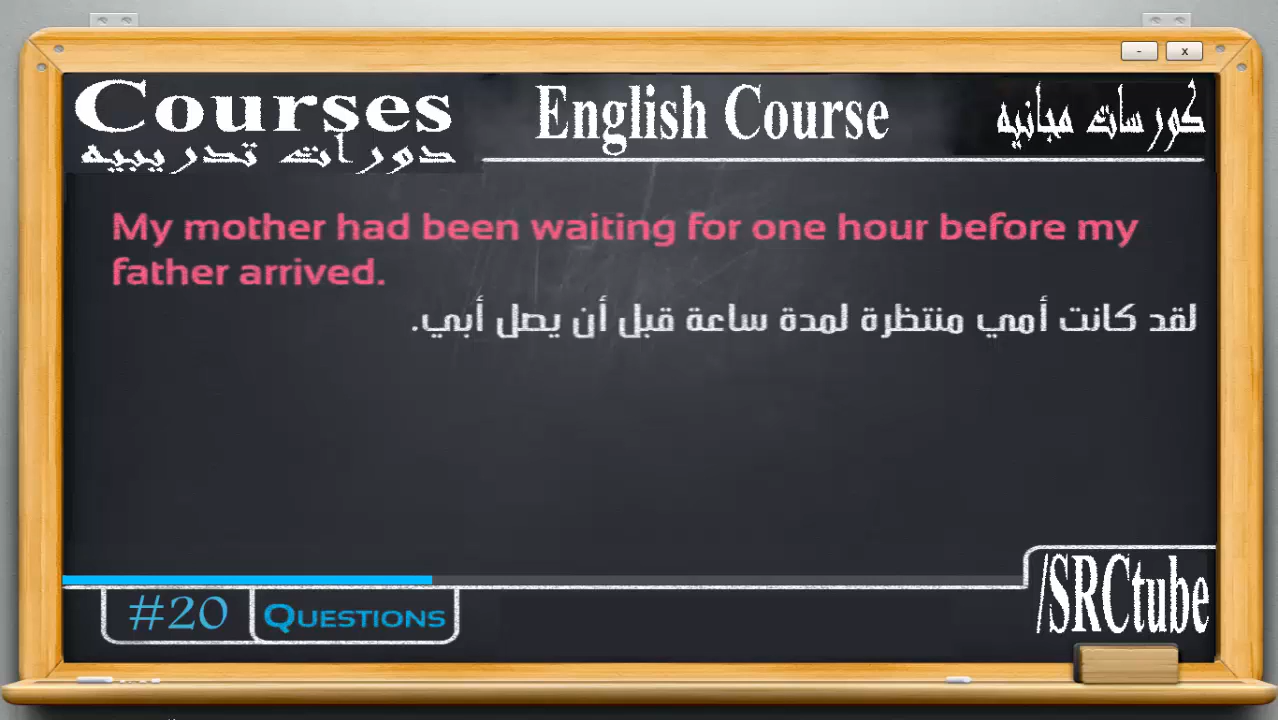 Courses
English Course
كورسات مجانيه
دورات تدريبيه
My mother had been waiting for one hour before my
father arrived.
لقد كانت أمي منتظرة لمدة ساعة قبل أن يصل أبي.
#20 QUESTIONS
/SRCtube